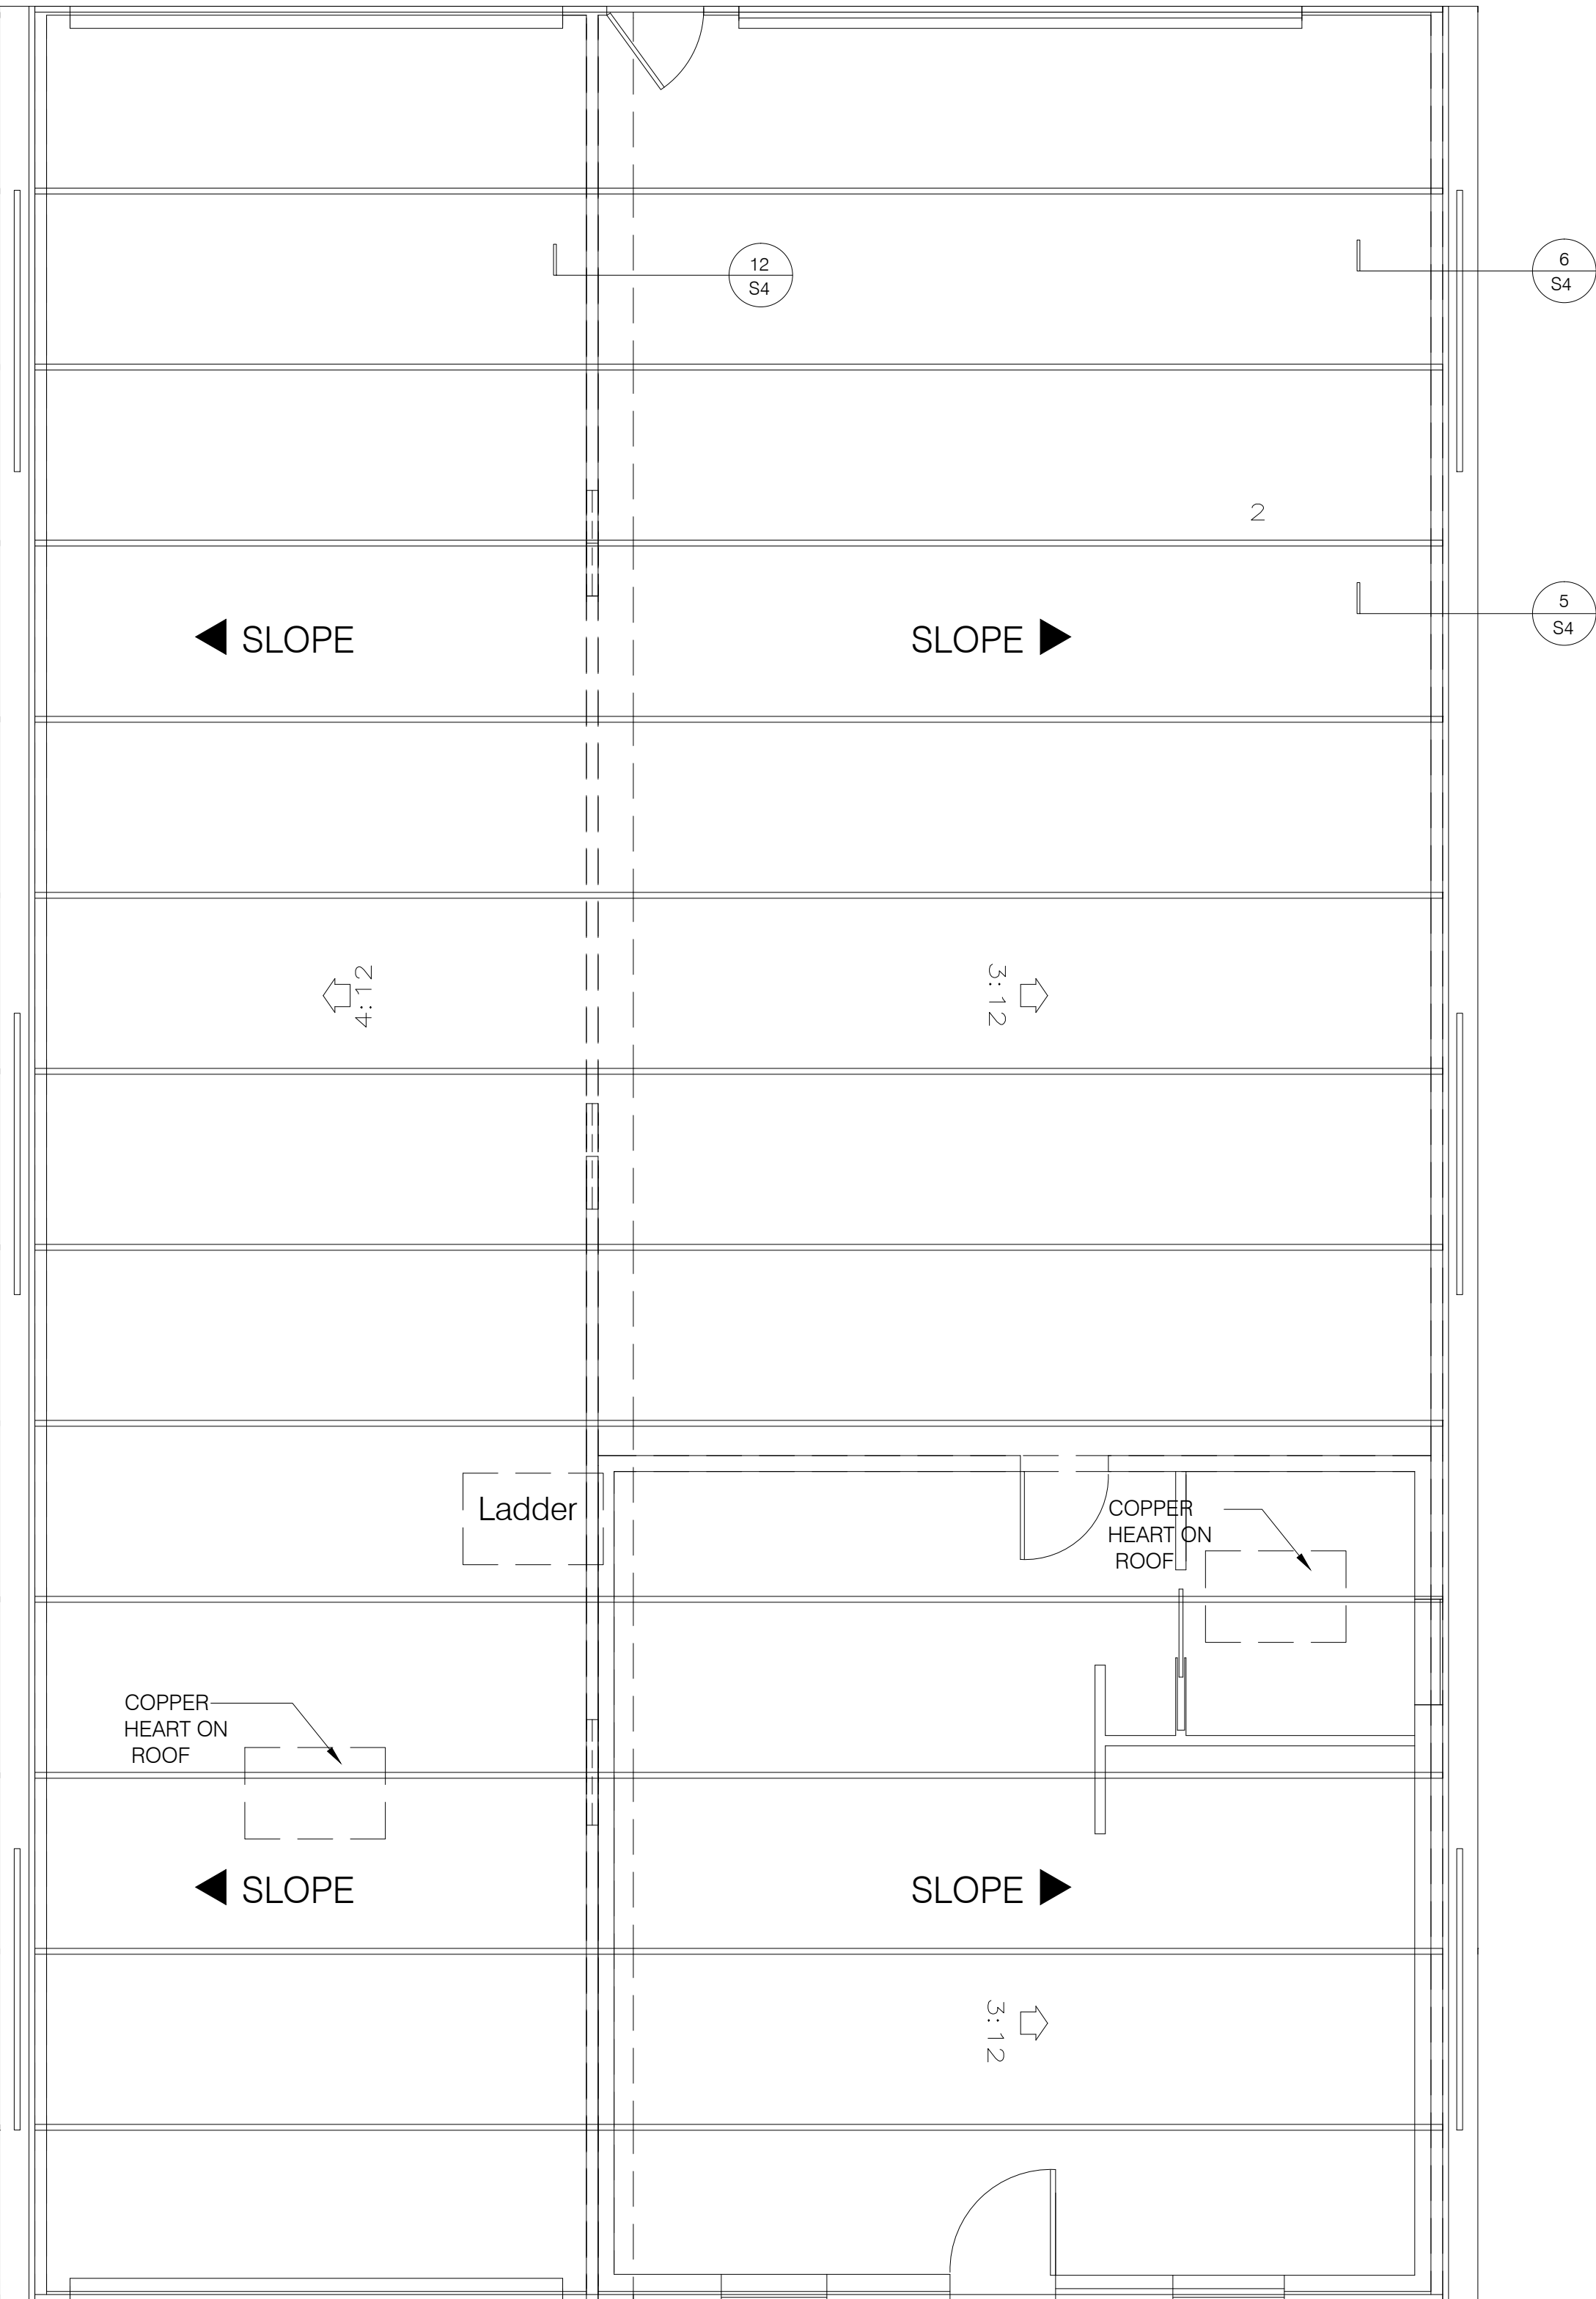 12
S4
6
S4
2
5
S4
SLOPE
SLOPE
4:12
3:12
Ladder
COPPER
HEART ON
ROOF
COPPER
HEART ON
ROOF
SLOPE
SLOPE
3:12